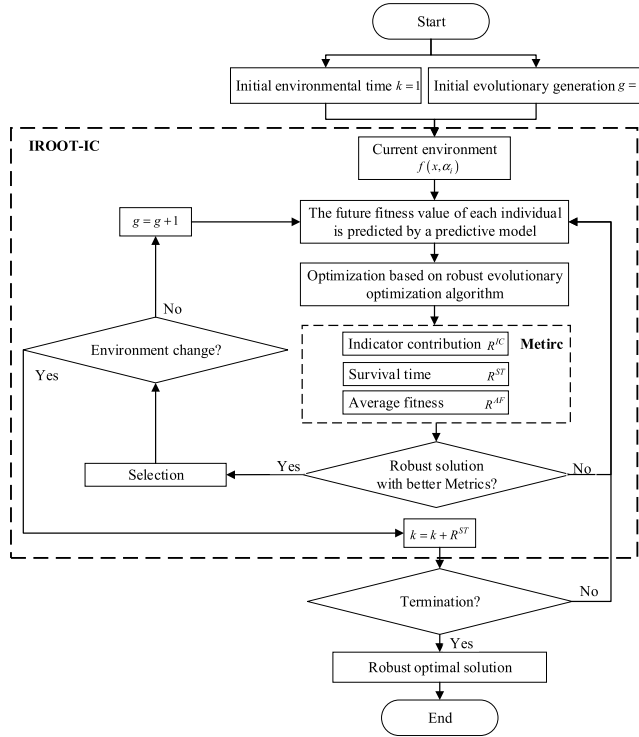 Start
Initial environmental time k = 1
Initial evolutionary generation g =
IROOT-IC
Current environment
f(x,α_i)
g = g + 1
The future fitness value of each individual
is predicted by a predictive model
Optimization based on robust evolutionary
optimization algorithm
No
Indicator contribution R^{IC}
Metirc
Environment change?
Survival time R^{ST}
Yes
Average fitness R^{AF}
Selection
Yes
Robust solution
with better Metrics?
No
k = k + R^{ST}
Termination?
No
Yes
Robust optimal solution
End